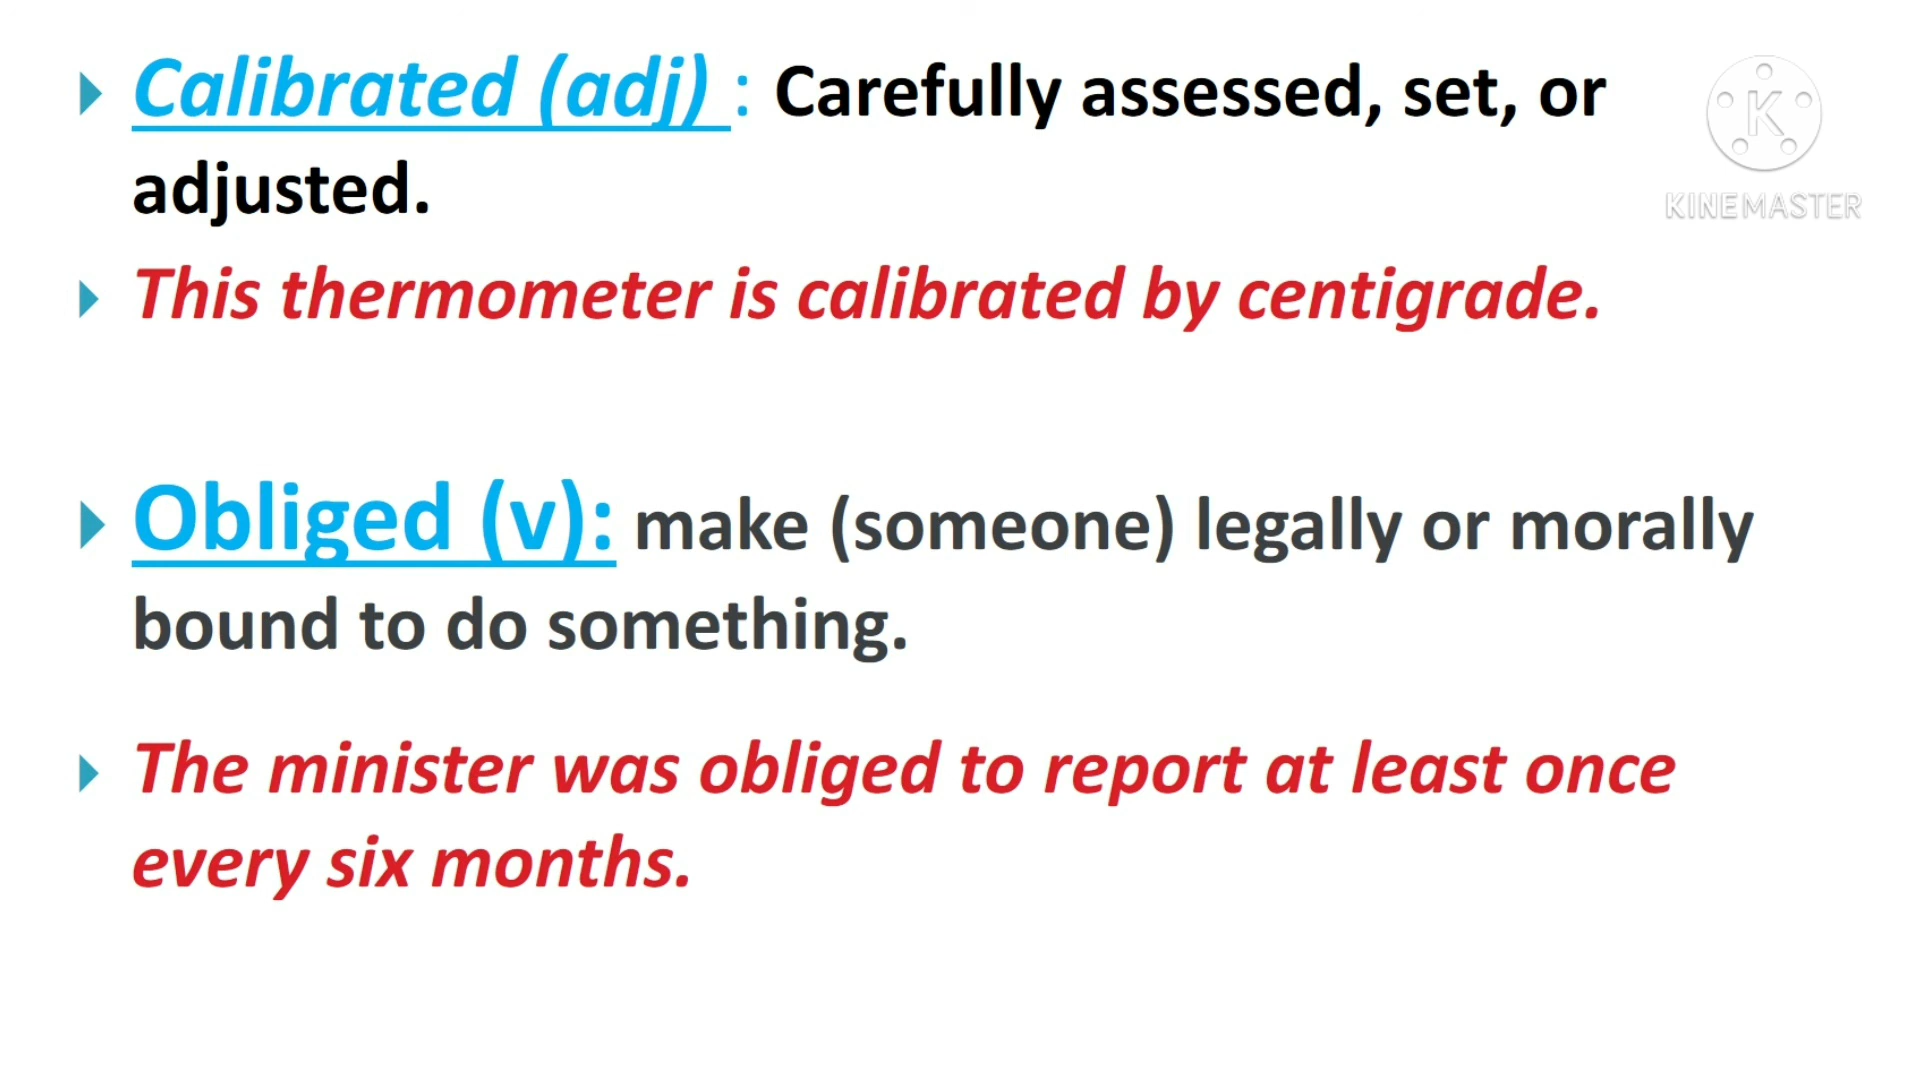 Calibrated (adj) : Carefully assessed, set, or
adjusted.
This thermometer is calibrated by centigrade.
Obliged (v): make (someone) legally or morally
bound to do something.
The minister was obliged to report at least once
every six months.
K
KINEMASTER